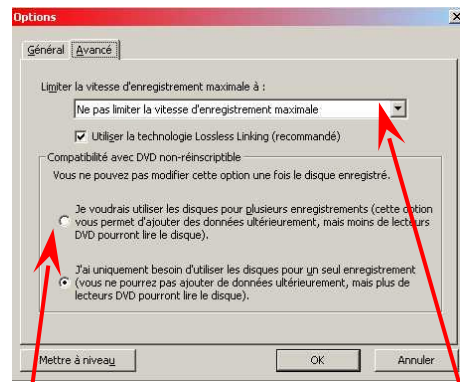 Options
Général
Avancé
Limiter la vitesse d'enregistrement maximale à :
Ne pas limiter la vitesse d'enregistrement maximale
Utiliser la technologie Lossless Linking (recommandé)
Compatibilité avec DVD non-réinscriptible
Vous ne pouvez pas modifier cette option une fois le disque enregistré.
Je voudrais utiliser les disques pour plusieurs enregistrements (cette option
vous permet d'ajouter des données ultérieurement, mais moins de lecteurs
DVD pourront lire le disque).
J'ai uniquement besoin d'utiliser les disques pour un seul enregistrement
(vous ne pourrez pas ajouter de données ultérieurement, mais plus de
lecteurs DVD pourront lire le disque).
Mettre à niveau
OK
Annuler